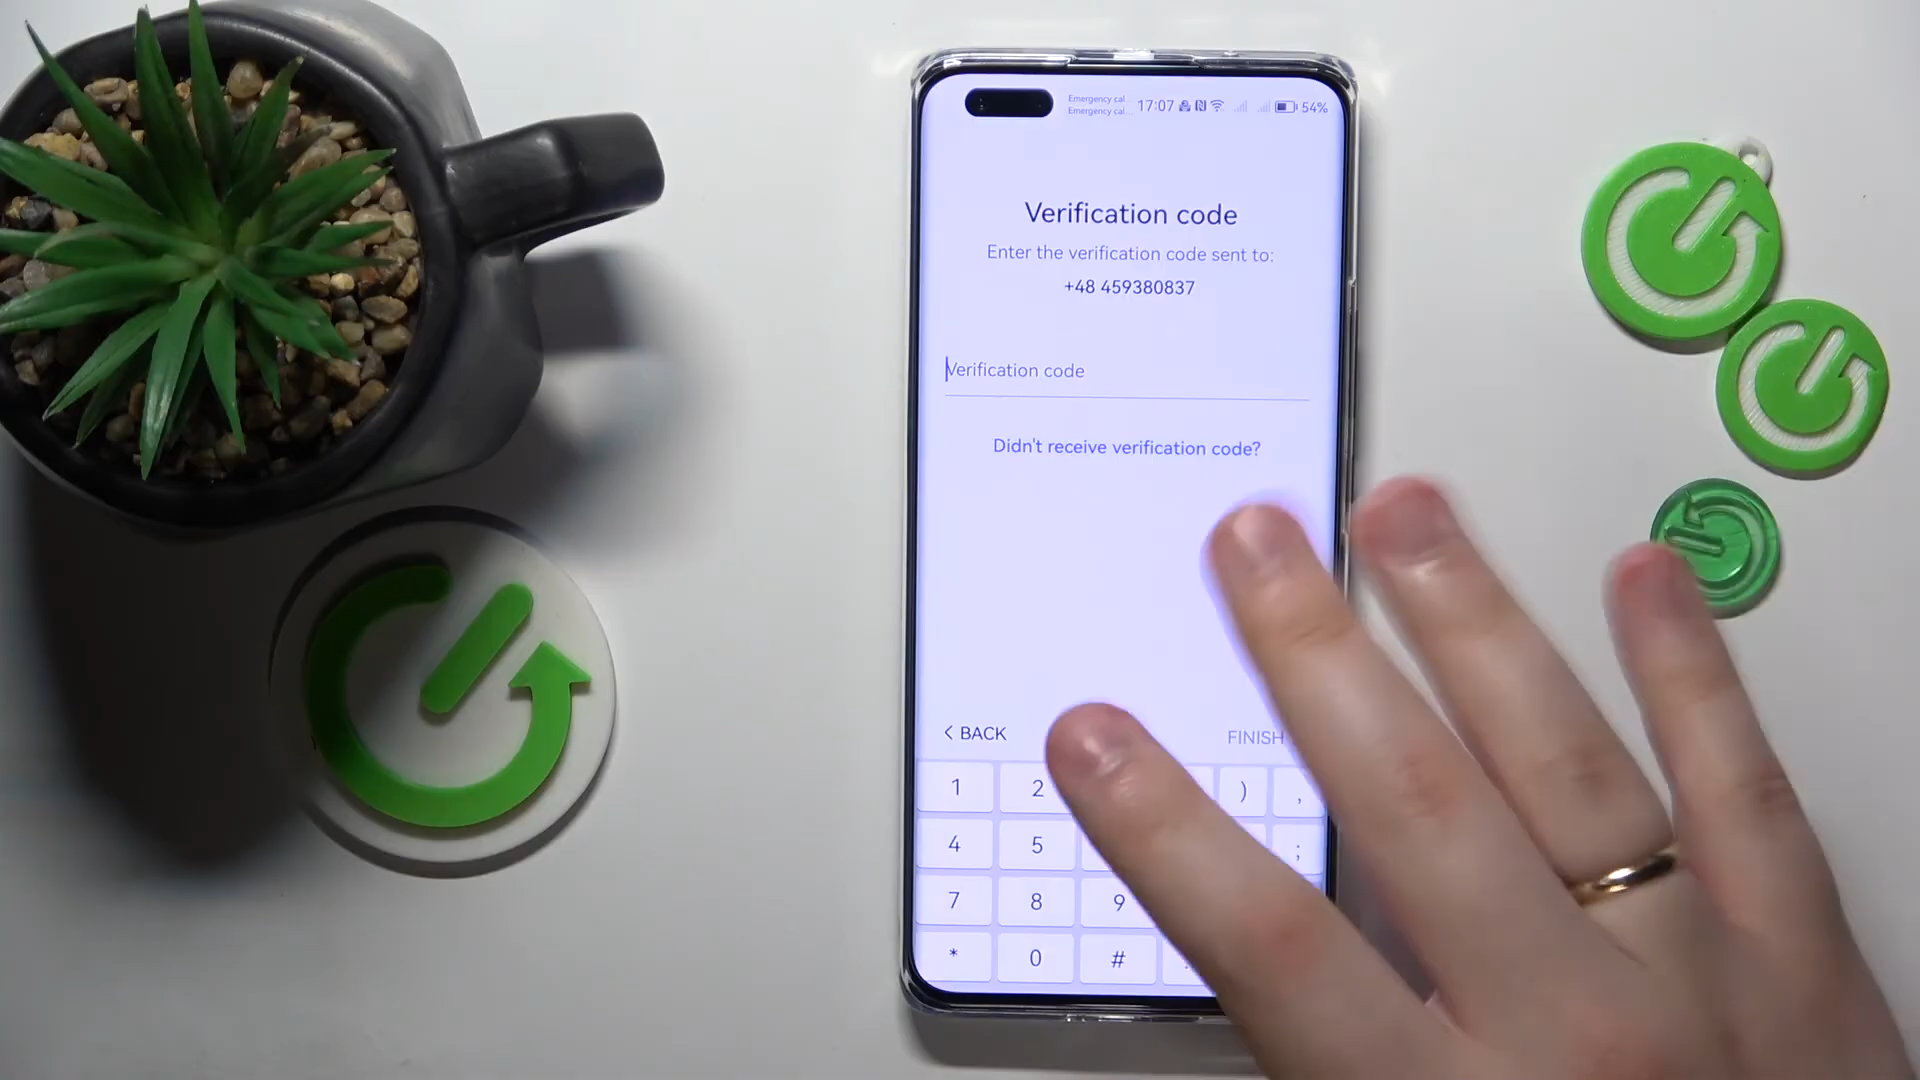 Emergency cal...
Emergency cal...
17:07
54%
Verification code
Enter the verification code sent to:
+48 459380837
Verification code
Didn't receive verification code?
< BACK
FINISH
1 2 ) ,
4 5 ;
7 8 9
* 0 #